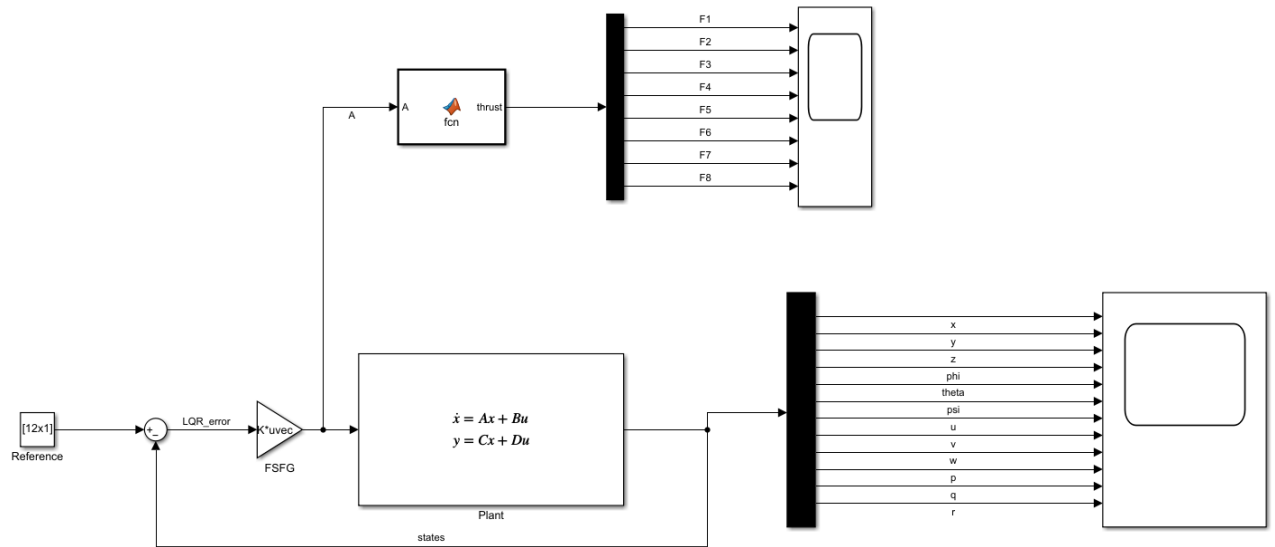 F1
F2
F3
F4
F5
F6
F7
F8
A
A
thrust
fcn
x
y
z
phi
theta
psi
u
v
w
p
q
r
[12x1]
Reference
+
−
LQR_error
K*uvec
FSFG
ẋ = Ax + Bu
y = Cx + Du
Plant
states